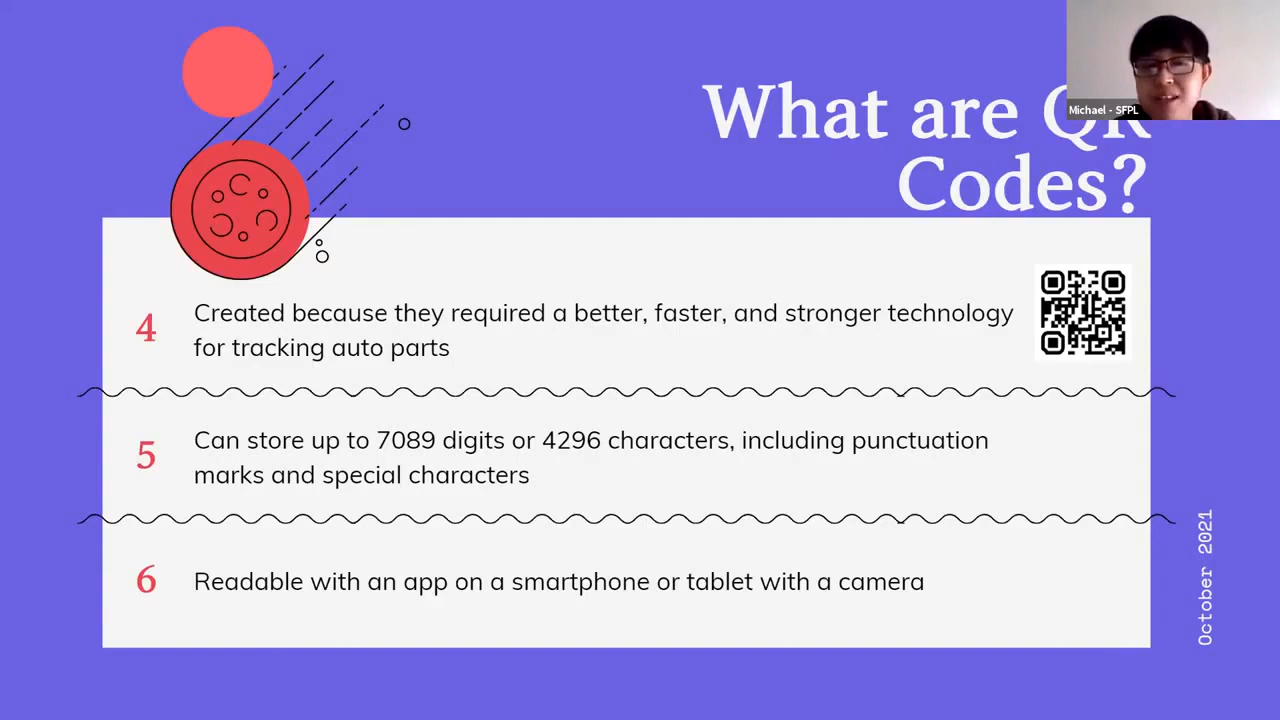 What are QR
Codes?
Michael - SFPL
4
Created because they required a better, faster, and stronger technology
for tracking auto parts
5
Can store up to 7089 digits or 4296 characters, including punctuation
marks and special characters
6
Readable with an app on a smartphone or tablet with a camera
October 2021